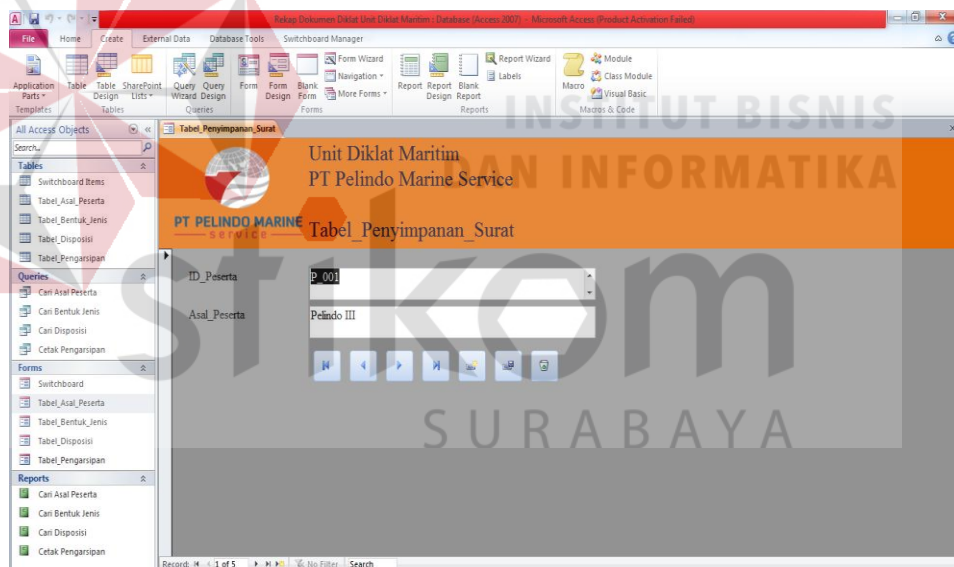 Rekap Dokumen Diklat Unit Diklat Maritim : Database (Access 2007) - Microsoft Access (Product Activation Failed)
File Home Create External Data Database Tools Switchboard Manager
Application Parts
Table
Table Design
SharePoint Lists
Query Wizard
Query Design
Form
Form Design
Blank Form
Form Wizard
Navigation
More Forms
Report
Report Design
Blank Report
Report Wizard
Labels
Macro
Module
Class Module
Visual Basic
Templates Tables Queries Forms Reports Macros & Code
INSTITUT BISNIS
DAN INFORMATIKA
stikom
SURABAYA
All Access Objects
Search...
Tables
Switchboard Items
Tabel_Asal_Peserta
Tabel_Bentuk_Jenis
Tabel_Disposisi
Tabel_Pengarsipan
Queries
Cari Asal Peserta
Cari Bentuk Jenis
Cari Disposisi
Cetak Pengarsipan
Forms
Switchboard
Tabel_Asal_Peserta
Tabel_Bentuk_Jenis
Tabel_Disposisi
Tabel_Pengarsipan
Reports
Cari Asal Peserta
Cari Bentuk Jenis
Cari Disposisi
Cetak Pengarsipan
Tabel_Penyimpanan_Surat
Unit Diklat Maritim
PT Pelindo Marine Service
PT PELINDO MARINE
service
Tabel_Penyimpanan_Surat
ID_Peserta P_001
Asal_Peserta Pelindo III
Record: 1 of 5 No Filter Search